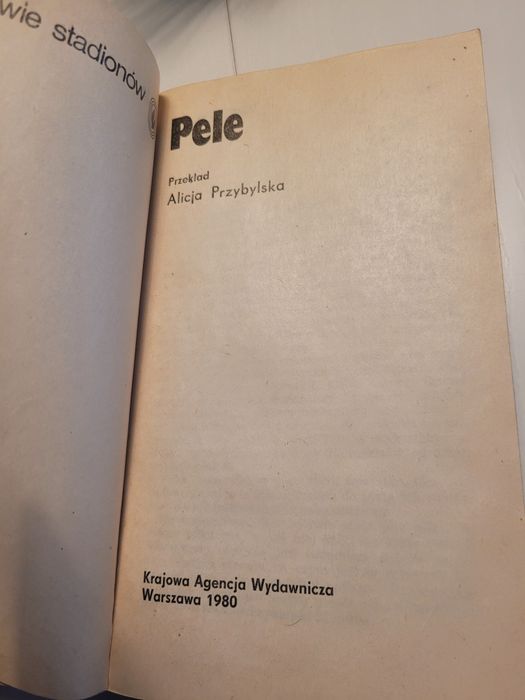 wie stadionów
Pele
Przekład
Alicja Przybylska
Krajowa Agencja Wydawnicza
Warszawa 1980